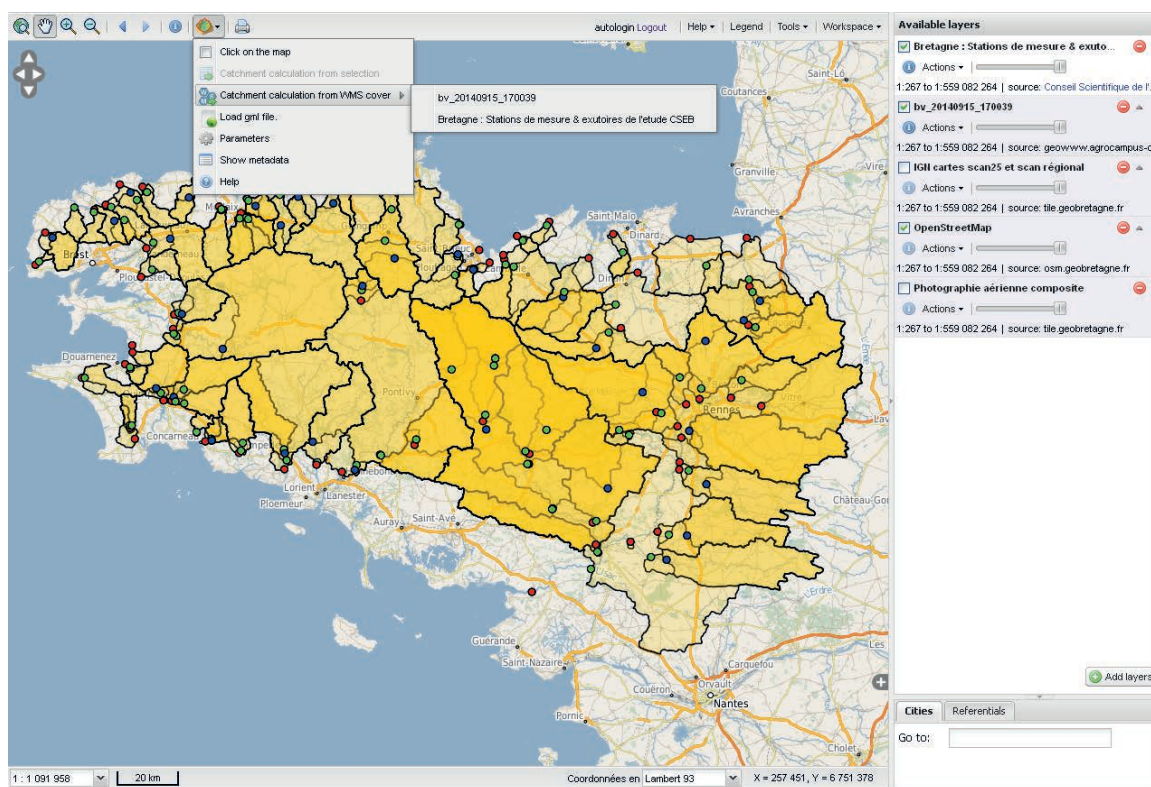 autologin Logout | Help | Legend | Tools | Workspace
Click on the map
Catchment calculation from selection
Catchment calculation from WMS cover
Load gml file.
Parameters
Show metadata
Help
bv_20140915_170039
Bretagne : Stations de mesure & exutoires de l'etude CSEB
Saint-Lô
Coutances
Granville
Vire
Avranches
Saint-Malo
Dinard
Dinan
Brest
Douarnenez
Pontivy
Rennes
Concarneau
Lorient
Lanester
Ploemeur
Auray
Saint-Avé
Château-Gon
Erdre
Guérande
Saint-Nazaire
Carquefou
Orvault
Couëron
Nantes
Pornic
Cholet
Les
1 : 1 091 958
20 km
Coordonnées en Lambert 93
X = 257 451, Y = 6 751 378
Available layers
Bretagne : Stations de mesure & exuto...
Actions
1:267 to 1:559 082 264 | source: Conseil Scientifique de l'
bv_20140915_170039
Actions
1:267 to 1:559 082 264 | source: geowww.agrocampus-o
IGN cartes scan25 et scan régional
Actions
1:267 to 1:559 082 264 | source: tile.geobretagne.fr
OpenStreetMap
Actions
1:267 to 1:559 082 264 | source: osm.geobretagne.fr
Photographie aérienne composite
Actions
1:267 to 1:559 082 264 | source: tile.geobretagne.fr
Add layers
Cities
Referentials
Go to: